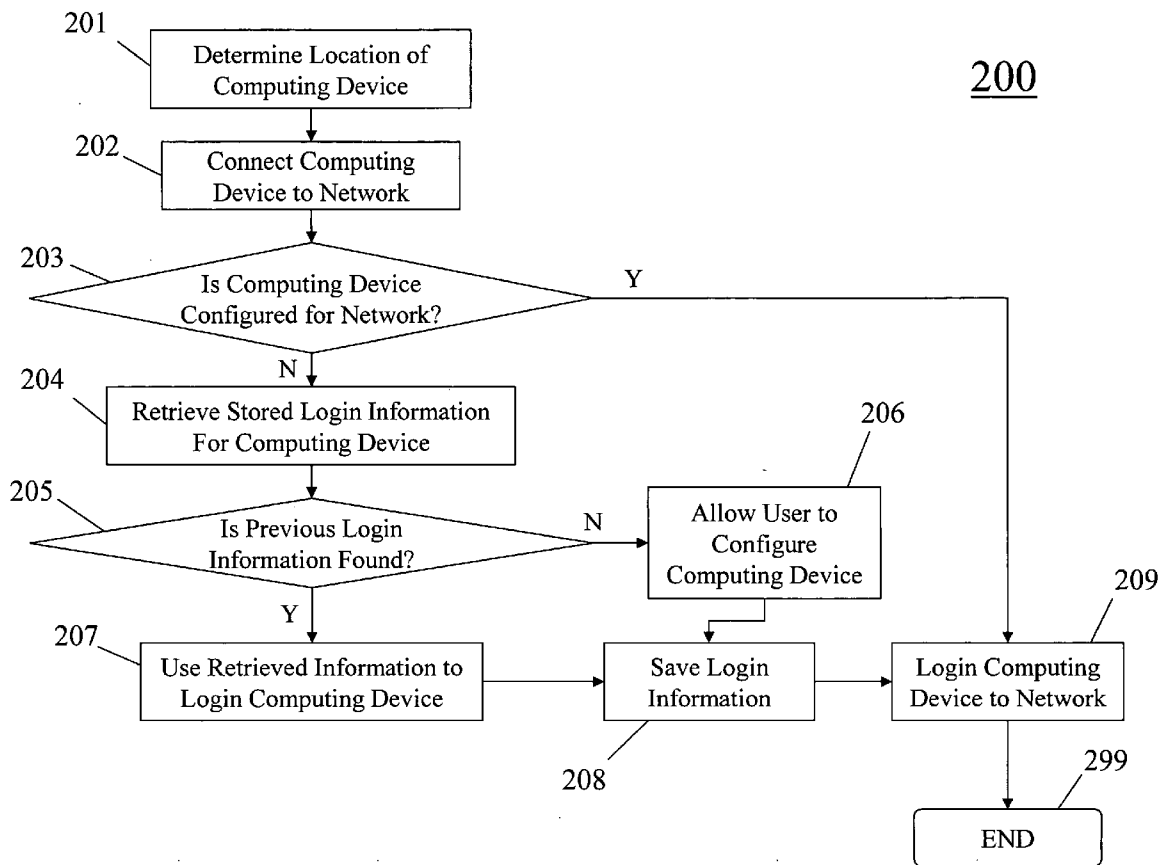 201
Determine Location of
Computing Device
200
202
Connect Computing
Device to Network
203
Is Computing Device
Configured for Network?
Y
N
204
Retrieve Stored Login Information
For Computing Device
206
205
Is Previous Login
Information Found?
N
Allow User to
Configure
Computing Device
Y
209
207
Use Retrieved Information to
Login Computing Device
Save Login
Information
Login Computing
Device to Network
208
299
END